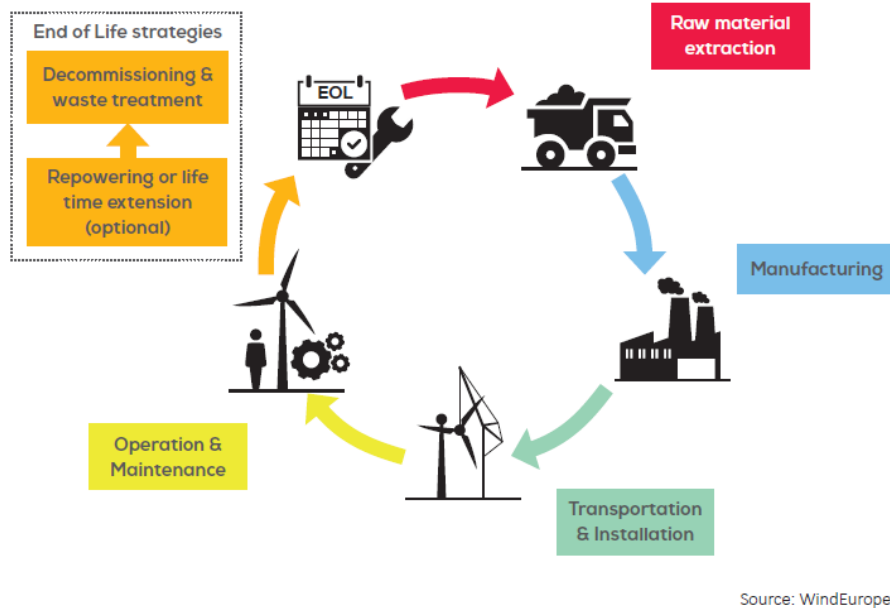 End of Life strategies
Decommissioning &
waste treatment
Repowering or life
time extension
(optional)
EOL
Raw material
extraction
Manufacturing
Transportation
& Installation
Operation &
Maintenance
Source: WindEurope